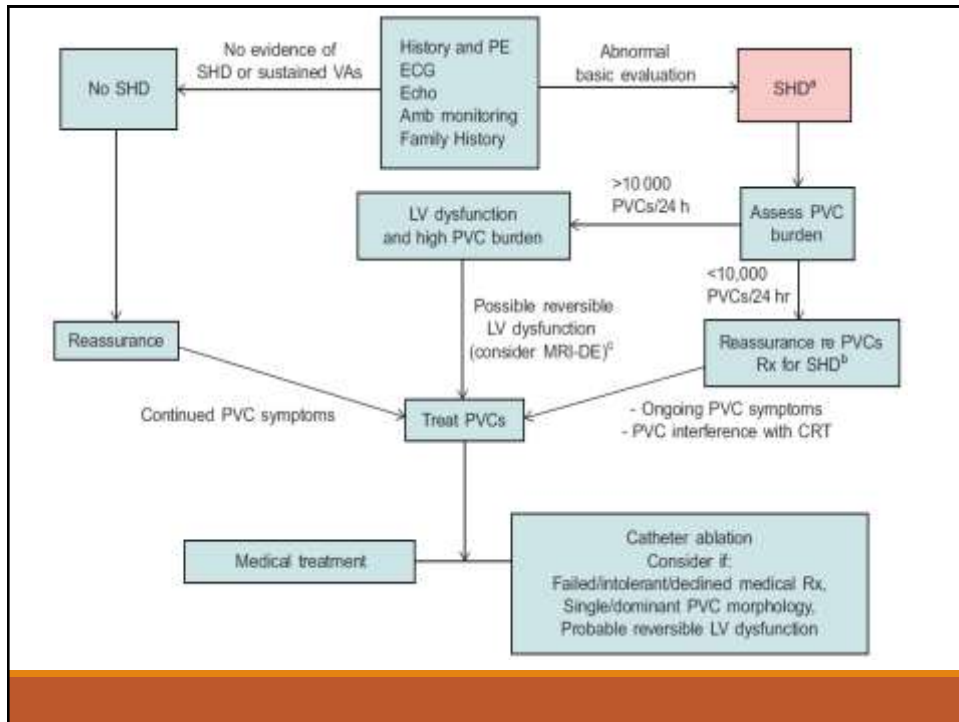 No evidence of
SHD or sustained VAs
No SHD
History and PE
ECG
Echo
Amb monitoring
Family History
Abnormal
basic evaluation
SHDª
>10 000
PVCs/24 h
LV dysfunction
and high PVC burden
Assess PVC
burden
<10,000
PVCs/24 hr
Possible reversible
LV dysfunction
(consider MRI-DE)ᶜ
Reassurance
Reassurance re PVCs
Rx for SHDᵇ
Continued PVC symptoms
Treat PVCs
- Ongoing PVC symptoms
- PVC interference with CRT
Medical treatment
Catheter ablation
Consider if:
Failed/intolerant/declined medical Rx,
Single/dominant PVC morphology,
Probable reversible LV dysfunction